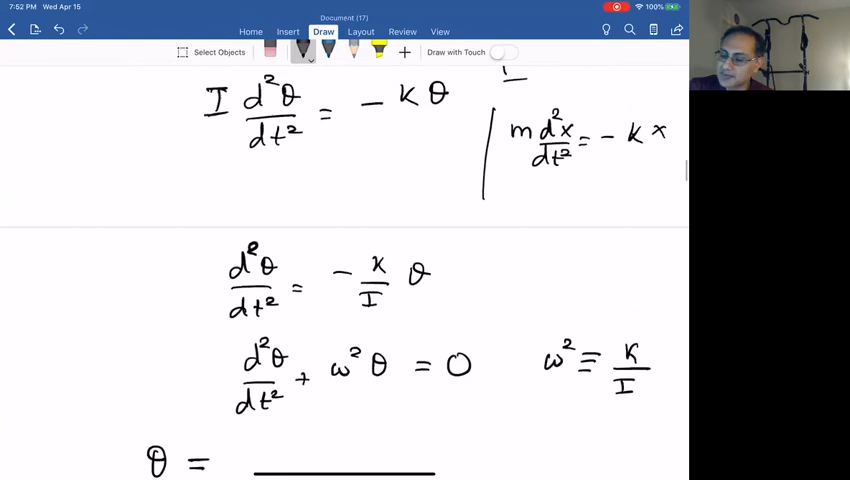 7:52 PM Wed Apr 15
100%
Document (17)
Home Insert Draw Layout Review View
Select Objects
Draw with Touch
I d²θ/dt² = - K θ
m d²x/dt² = - k x
d²θ/dt² = - K/I θ
d²θ/dt² + ω² θ = 0 ω² ≡ K/I
θ =